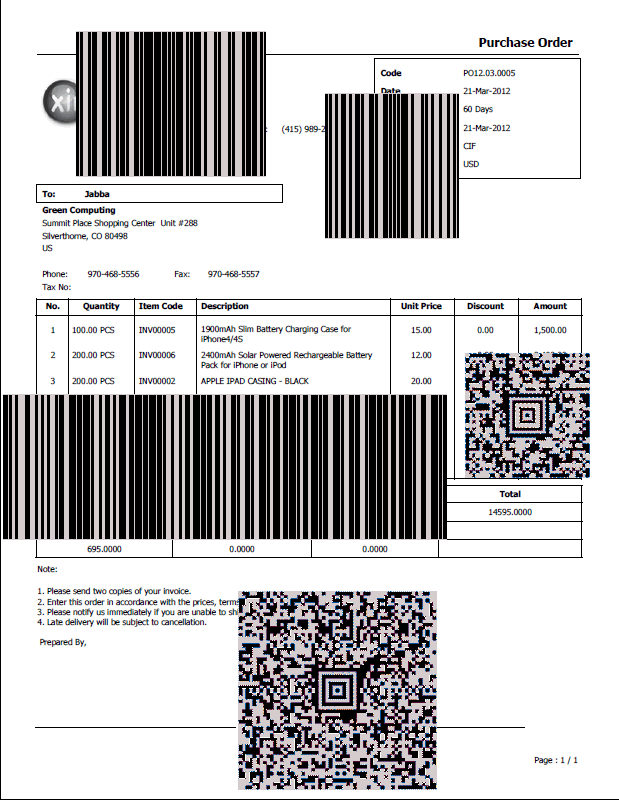 Purchase Order
Code PO12.03.0005
Date 21-Mar-2012
60 Days
(415) 989-2
21-Mar-2012
CIF
USD
To: Jabba
Green Computing
Summit Place Shopping Center Unit #288
Silverthorne, CO 80498
US
Phone: 970-468-5556 Fax: 970-468-5557
Tax No:
No. Quantity Item Code Description Unit Price Discount Amount
1 100.00 PCS INV00005 1900mAh Slim Battery Charging Case for 15.00 0.00 1,500.00
iPhone4/4S
2 200.00 PCS INV00006 2400mAh Solar Powered Rechargeable Battery 12.00
Pack for iPhone or iPod
3 200.00 PCS INV00002 APPLE IPAD CASING - BLACK 20.00
Total
14595.0000
695.0000 0.0000 0.0000
Note:
1. Please send two copies of your invoice.
2. Enter this order in accordance with the prices, terms
3. Please notify us immediately if you are unable to
4. Late delivery will be subject to cancellation.
Prepared By,
Page : 1 / 1